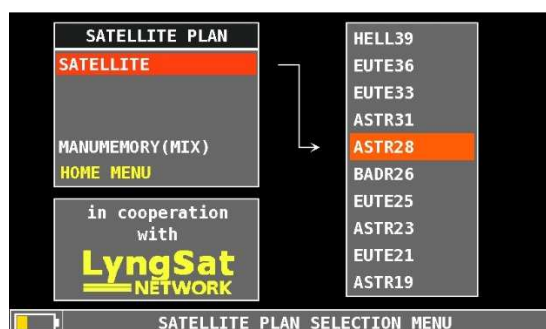 SATELLITE PLAN
SATELLITE
MANUMEMORY(MIX)
HOME MENU
in cooperation
with
LyngSat
NETWORK
HELL39
EUTE36
EUTE33
ASTR31
ASTR28
BADR26
EUTE25
ASTR23
EUTE21
ASTR19
SATELLITE PLAN SELECTION MENU